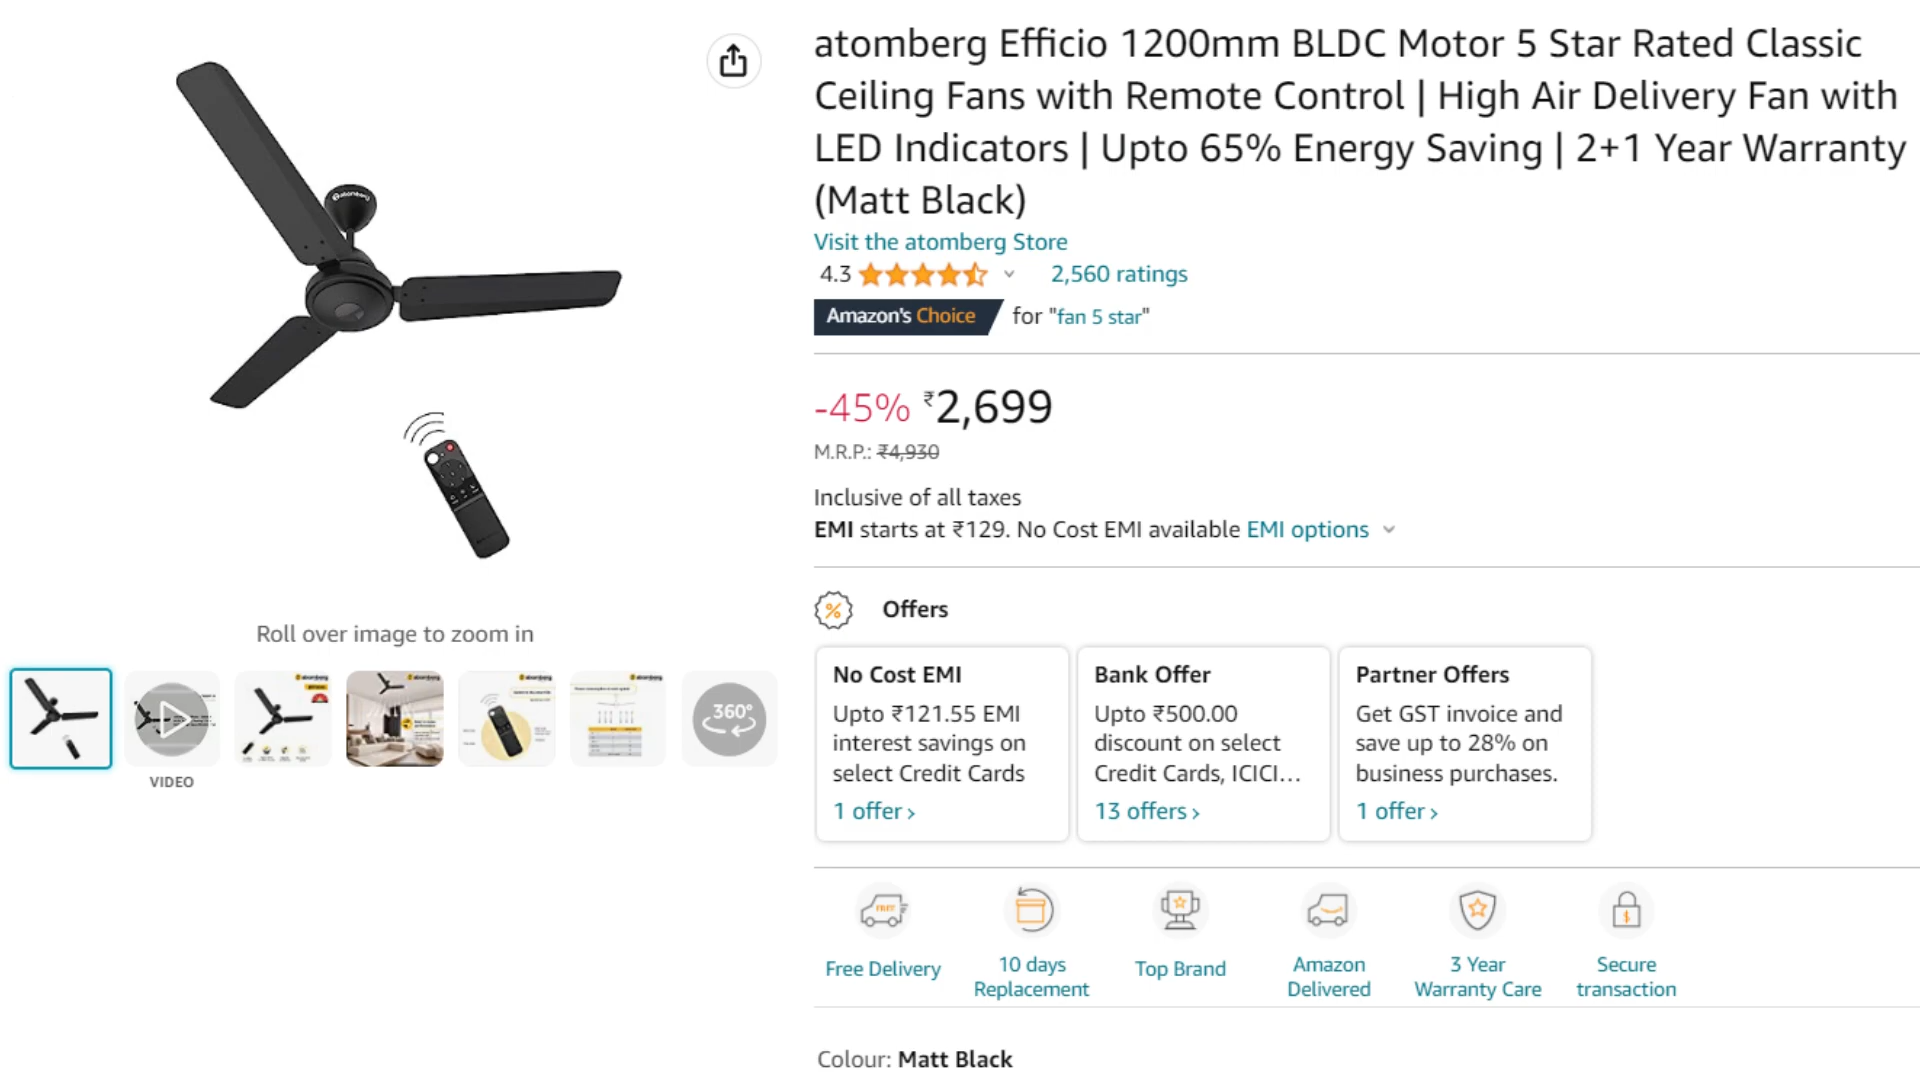 atomberg Efficio 1200mm BLDC Motor 5 Star Rated Classic
Ceiling Fans with Remote Control | High Air Delivery Fan with
LED Indicators | Upto 65% Energy Saving | 2+1 Year Warranty
(Matt Black)
Visit the atomberg Store
4.3 2,560 ratings
Amazon's Choice for "fan 5 star"
-45% ₹2,699
M.R.P.: ₹4,930
Inclusive of all taxes
EMI starts at ₹129. No Cost EMI available EMI options
Offers
No Cost EMI
Upto ₹121.55 EMI
interest savings on
select Credit Cards
1 offer ›
Bank Offer
Upto ₹500.00
discount on select
Credit Cards, ICICI…
13 offers ›
Partner Offers
Get GST invoice and
save up to 28% on
business purchases.
1 offer ›
FREE
Free Delivery
10 days
Replacement
Top Brand
Amazon
Delivered
3 Year
Warranty Care
Secure
transaction
Colour: Matt Black
atomberg
Roll over image to zoom in
VIDEO
atomberg
atomberg
atomberg
atomberg
360°